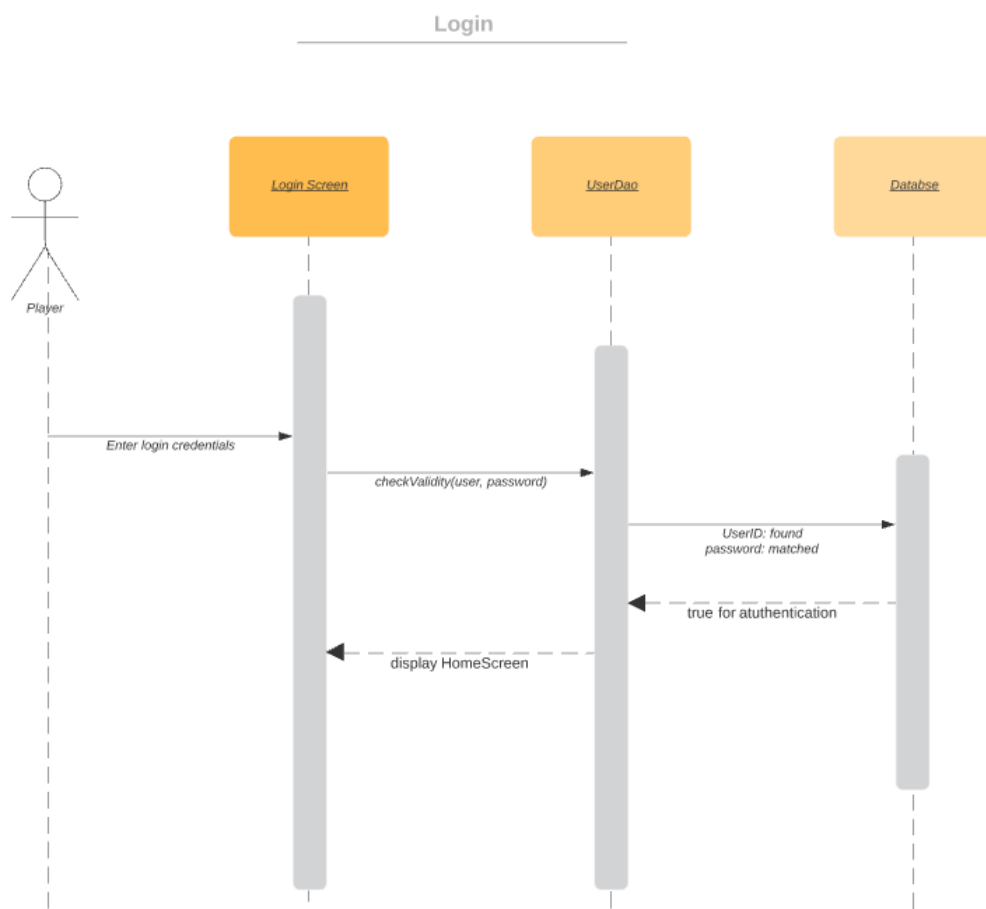 Login
Login Screen
UserDao
Databse
Player
Enter login credentials
checkValidity(user, password)
UserID: found
password: matched
true for atuthentication
display HomeScreen